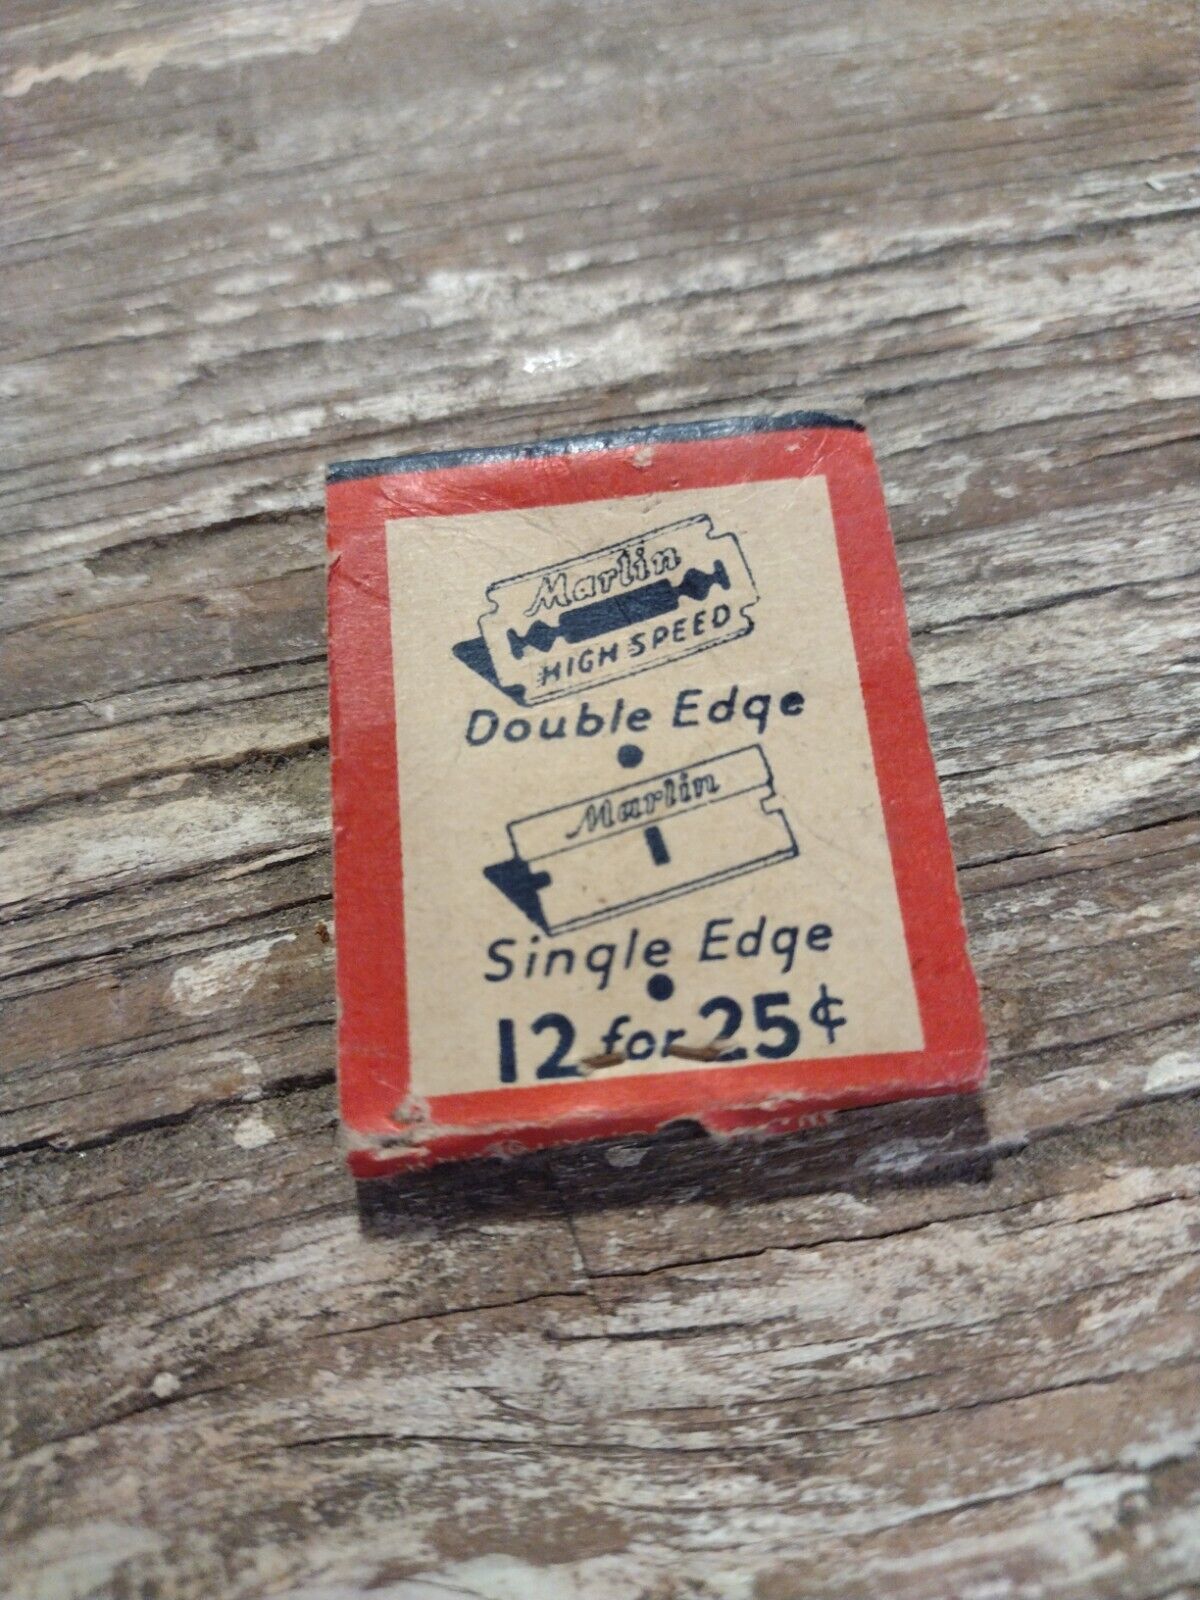 Marlin
HIGH SPEED
Double Edge
Marlin
Single Edge
12 for 25¢